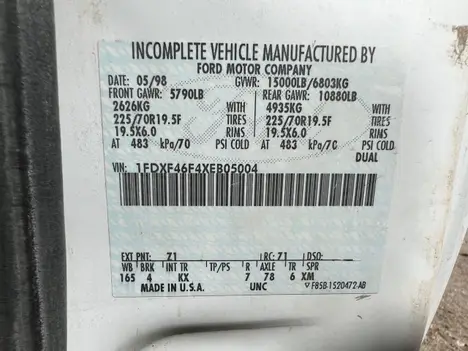 INCOMPLETE VEHICLE MANUFACTURED BY
FORD MOTOR COMPANY
DATE: 05/98 GVWR: 15000LB/6803KG
FRONT GAWR: 5790LB REAR GAWR: 10880LB
2626KG WITH 4935KG WITH
225/70R19.5F TIRES 225/70R19.5F TIRES
19.5X6.0 RIMS 19.5X6.0 RIMS
AT 483 kPa/70 PSI COLD AT 483 kPa/70 PSI COLD
DUAL
VIN: 1FDXF46F4XEB05004
EXT PNT: Z1 RC: 71 DSO:
WB BRK INT TR TP/PS R AXLE TR SPR
165 4 KX 7 78 6 XM
MADE IN U.S.A. UNC F85B-1520472-AB